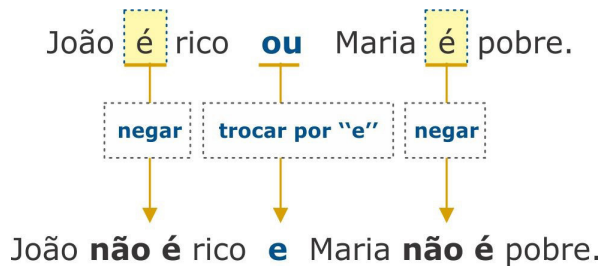 João é rico ou Maria é pobre.
negar trocar por ‘‘e’’ negar
João não é rico e Maria não é pobre.